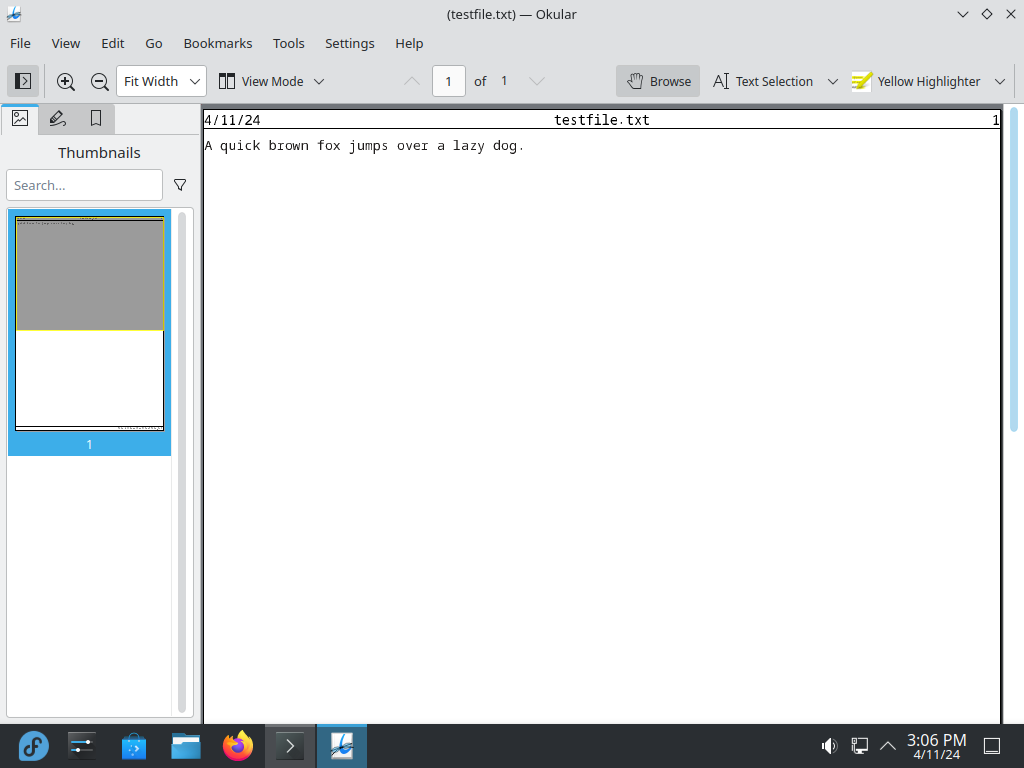 (testfile.txt) — Okular
File View Edit Go Bookmarks Tools Settings Help
Fit Width View Mode 1 of 1 Browse Text Selection Yellow Highlighter
Thumbnails
Search...
1
4/11/24 testfile.txt 1
A quick brown fox jumps over a lazy dog.
3:06 PM
4/11/24